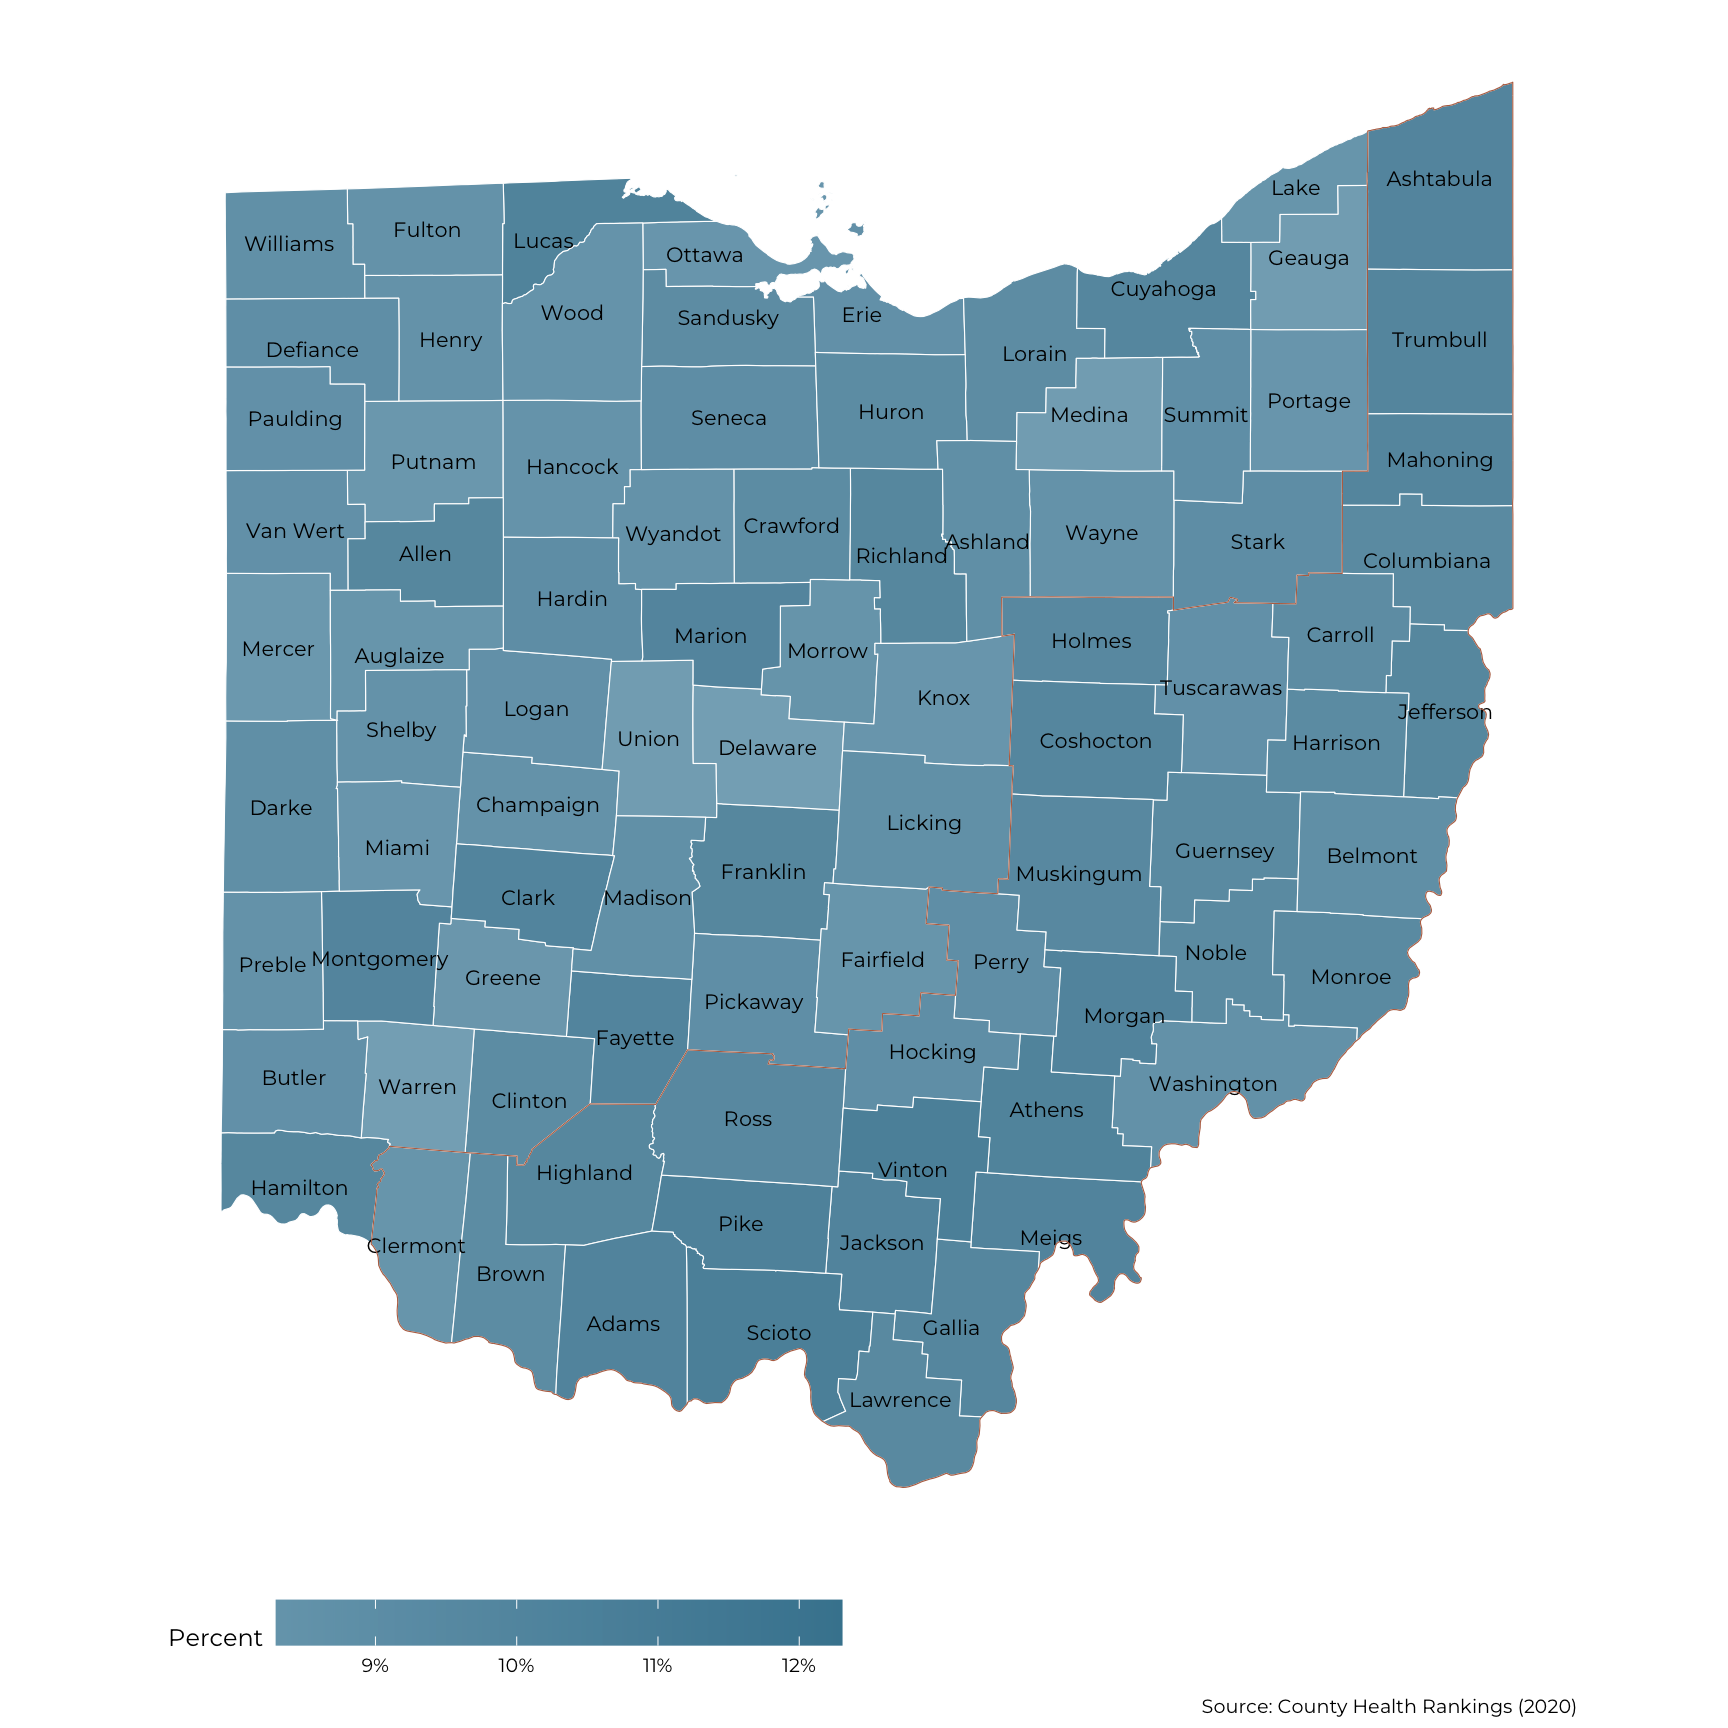 Ashtabula
Lake
Geauga
Williams
Fulton
Lucas
Ottawa
Cuyahoga
Wood
Sandusky
Erie
Defiance
Henry
Lorain
Trumbull
Paulding
Seneca
Huron
Medina
Summit
Portage
Putnam
Hancock
Mahoning
Van Wert
Allen
Wyandot
Crawford
Richland
Ashland
Wayne
Stark
Columbiana
Hardin
Mercer
Auglaize
Marion
Morrow
Holmes
Carroll
Shelby
Logan
Union
Delaware
Knox
Coshocton
Tuscarawas
Harrison
Jefferson
Darke
Miami
Champaign
Licking
Clark
Madison
Franklin
Muskingum
Guernsey
Belmont
Preble
Montgomery
Greene
Pickaway
Fairfield
Perry
Noble
Monroe
Morgan
Fayette
Hocking
Butler
Warren
Clinton
Ross
Athens
Washington
Highland
Vinton
Hamilton
Clermont
Brown
Pike
Jackson
Meigs
Adams
Scioto
Gallia
Lawrence
Percent
9% 10% 11% 12%
Source: County Health Rankings (2020)